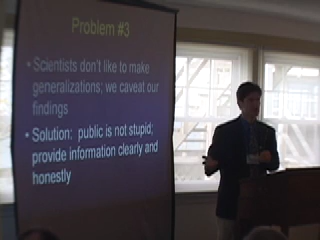 Problem #3
• Scientists don't like to make
generalizations; we caveat our
findings
• Solution: public is not stupid;
provide information clearly and
honestly